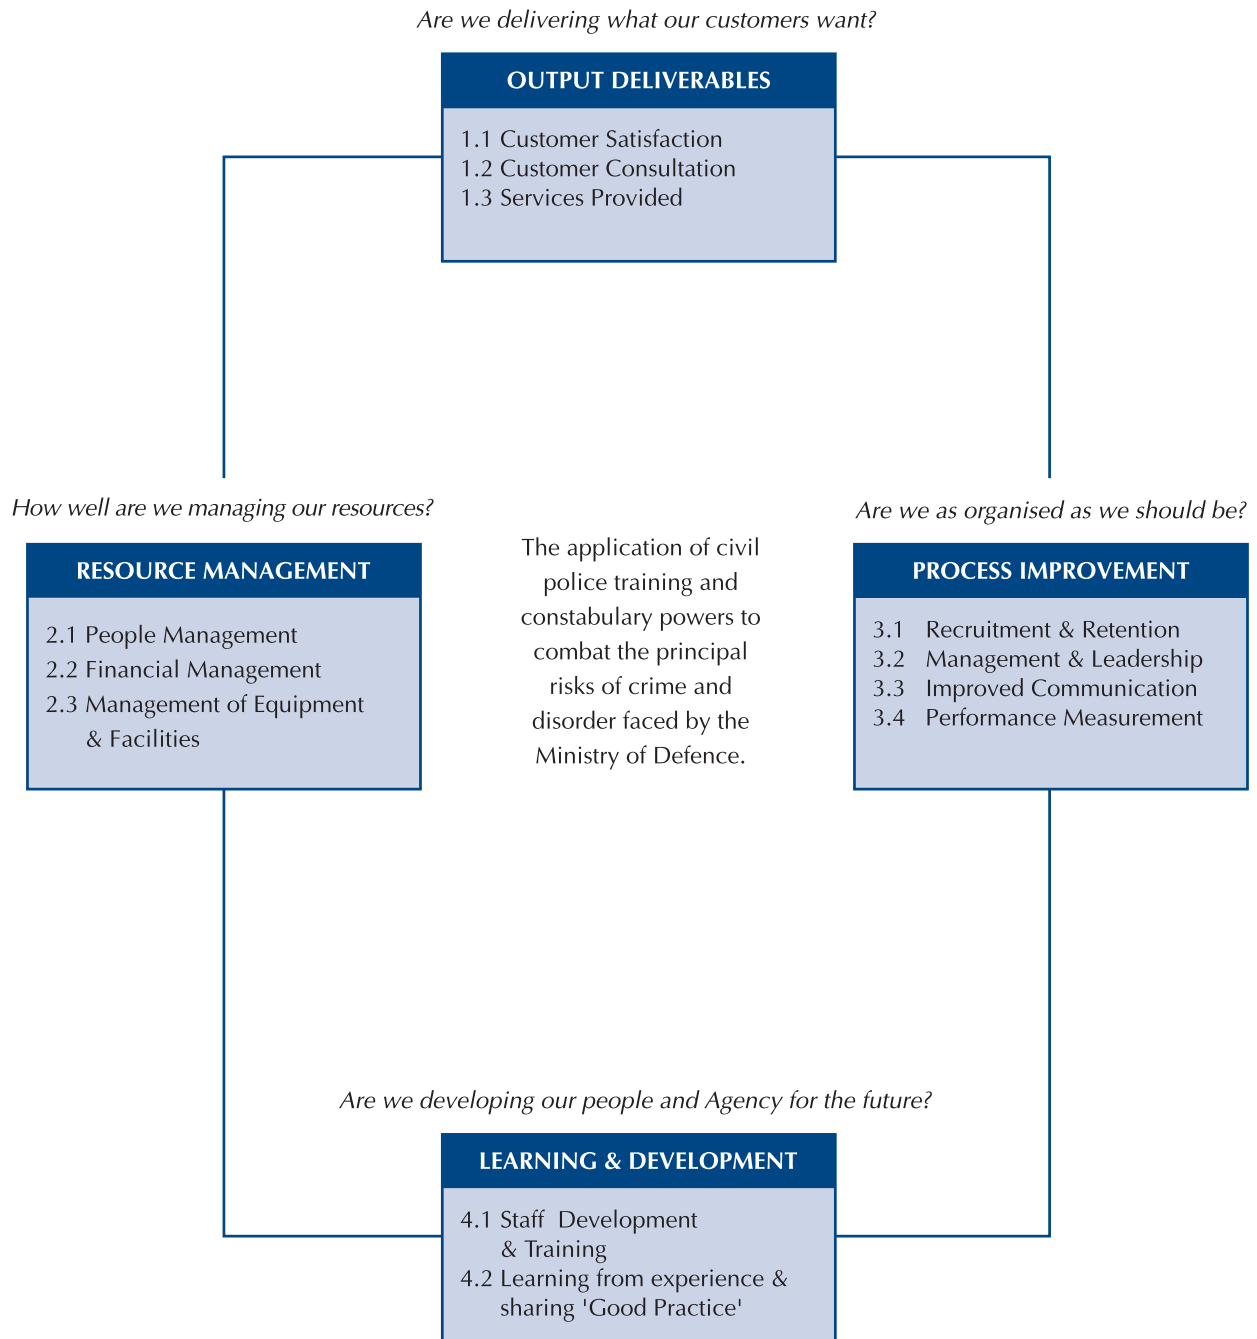 Are we delivering what our customers want?
OUTPUT DELIVERABLES
1.1 Customer Satisfaction
1.2 Customer Consultation
1.3 Services Provided
How well are we managing our resources?
RESOURCE MANAGEMENT
2.1 People Management
2.2 Financial Management
2.3 Management of Equipment
& Facilities
The application of civil
police training and
constabulary powers to
combat the principal
risks of crime and
disorder faced by the
Ministry of Defence.
Are we as organised as we should be?
PROCESS IMPROVEMENT
3.1 Recruitment & Retention
3.2 Management & Leadership
3.3 Improved Communication
3.4 Performance Measurement
Are we developing our people and Agency for the future?
LEARNING & DEVELOPMENT
4.1 Staff Development
& Training
4.2 Learning from experience &
sharing 'Good Practice'